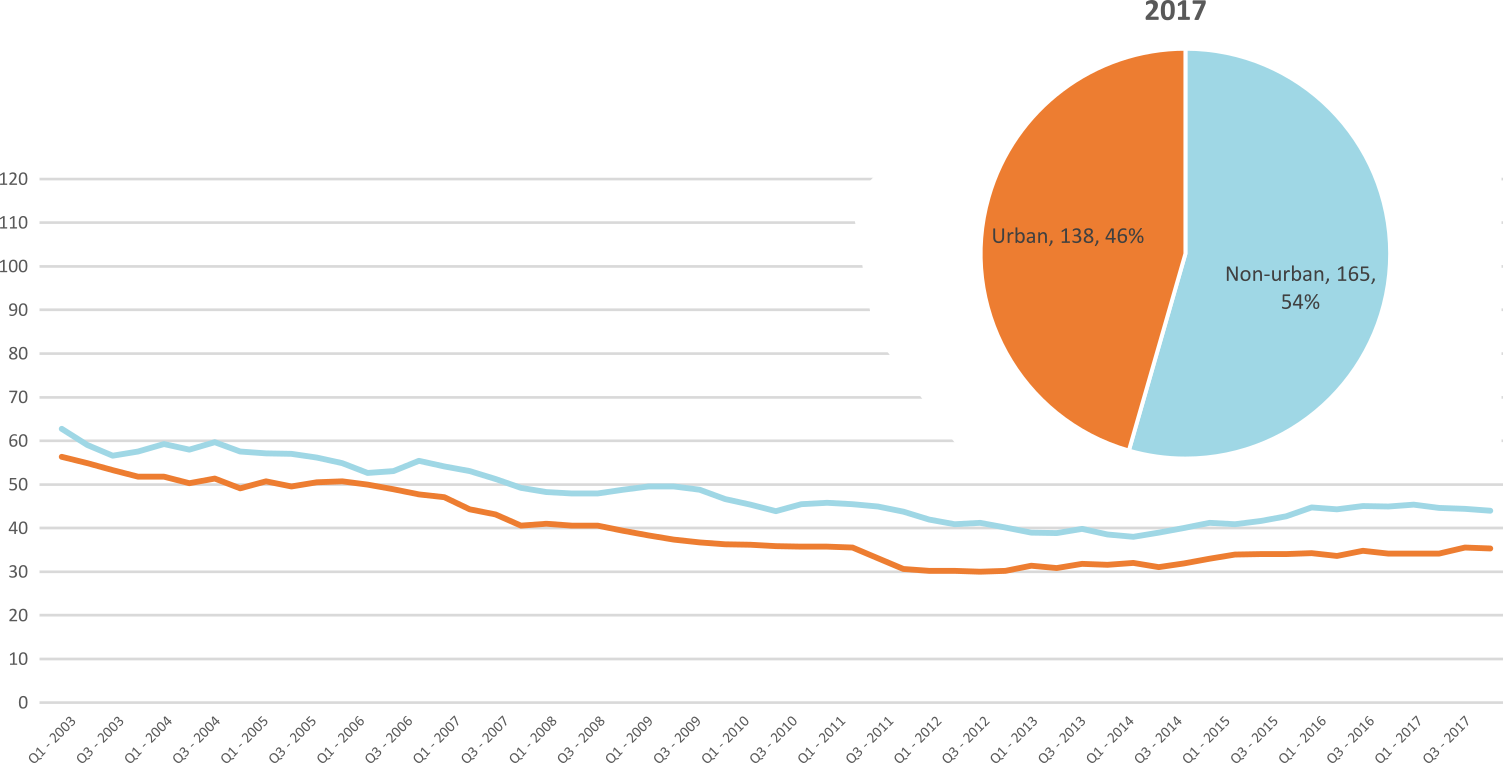 2017
Urban, 138, 46%
Non-urban, 165,
54%
120
110
100
90
80
70
60
50
40
30
20
10
0
Q1 - 2003
Q3 - 2003
Q1 - 2004
Q3 - 2004
Q1 - 2005
Q3 - 2005
Q1 - 2006
Q3 - 2006
Q1 - 2007
Q3 - 2007
Q1 - 2008
Q3 - 2008
Q1 - 2009
Q3 - 2009
Q1 - 2010
Q3 - 2010
Q1 - 2011
Q3 - 2011
Q1 - 2012
Q3 - 2012
Q1 - 2013
Q3 - 2013
Q1 - 2014
Q3 - 2014
Q1 - 2015
Q3 - 2015
Q1 - 2016
Q3 - 2016
Q1 - 2017
Q3 - 2017